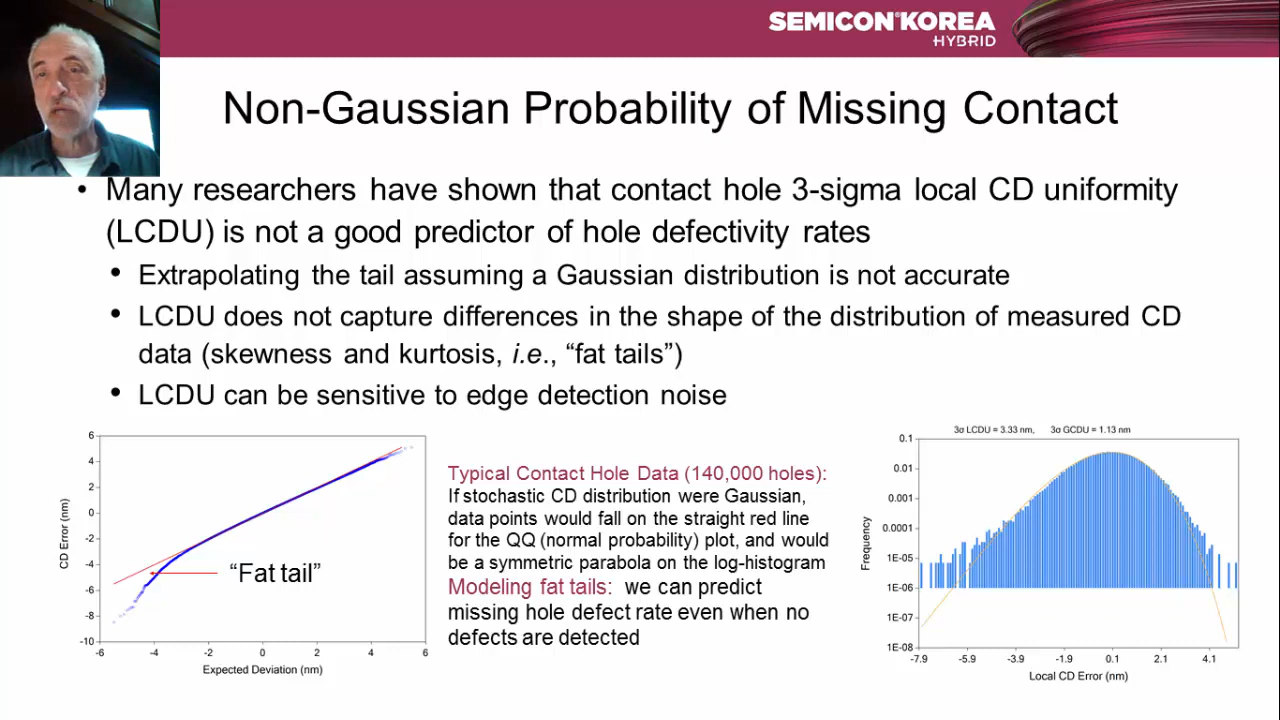 SEMICON KOREA
HYBRID
Non-Gaussian Probability of Missing Contact
• Many researchers have shown that contact hole 3-sigma local CD uniformity
(LCDU) is not a good predictor of hole defectivity rates
• Extrapolating the tail assuming a Gaussian distribution is not accurate
• LCDU does not capture differences in the shape of the distribution of measured CD
data (skewness and kurtosis, i.e., “fat tails”)
• LCDU can be sensitive to edge detection noise
6
4
2
0
-2
-4
-6
-8
-10
CD Error (nm)
“Fat tail”
-6 -4 -2 0 2 4 6
Expected Deviation (nm)
Typical Contact Hole Data (140,000 holes):
If stochastic CD distribution were Gaussian,
data points would fall on the straight red line
for the QQ (normal probability) plot, and would
be a symmetric parabola on the log-histogram
Modeling fat tails: we can predict
missing hole defect rate even when no
defects are detected
3σ LCDU = 3.33 nm, 3σ GCDU = 1.13 nm
0.1
0.01
0.001
0.0001
1E-05
1E-06
1E-07
1E-08
Frequency
-7.9 -5.9 -3.9 -1.9 0.1 2.1 4.1
Local CD Error (nm)